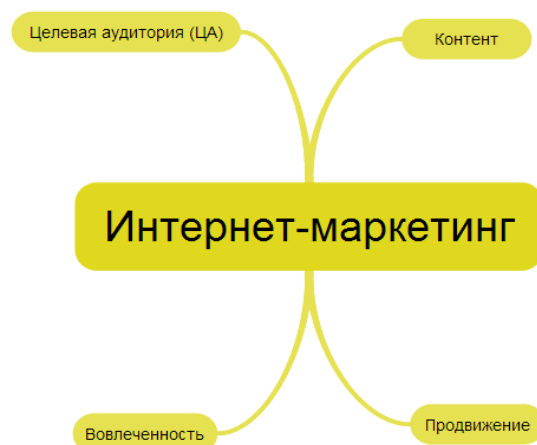 Целевая аудитория (ЦА)
Контент
Интернет-маркетинг
Вовлеченность
Продвижение